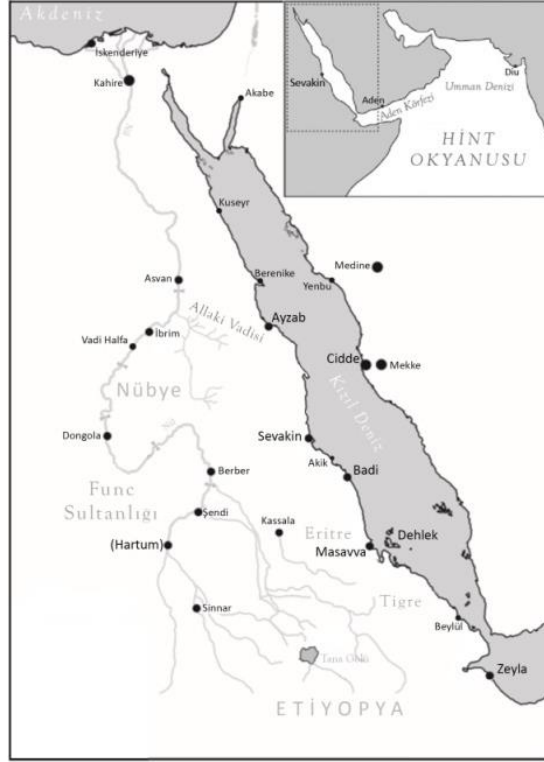 Akdeniz
İskenderiye
Kahire
Akabe
Sevakin
Aden
Aden Körfezi
Umman Denizi
Diu
HİNT
OKYANUSU
Kuseyr
Medine
Asvan
Berenike
Yenbu
Allaki Vadisi
Ayzab
İbrim
Vadi Halfa
Cidde
Mekke
Nübye
Kızıl Deniz
Dongola
Sevakin
Akik
Badi
Berber
Func
Sultanlığı
Şendi
Kassala
Eritre
Dehlek
(Hartum)
Masavva
Sinnar
Tigre
Beylül
Tana Gölü
Zeyla
ETİYOPYA